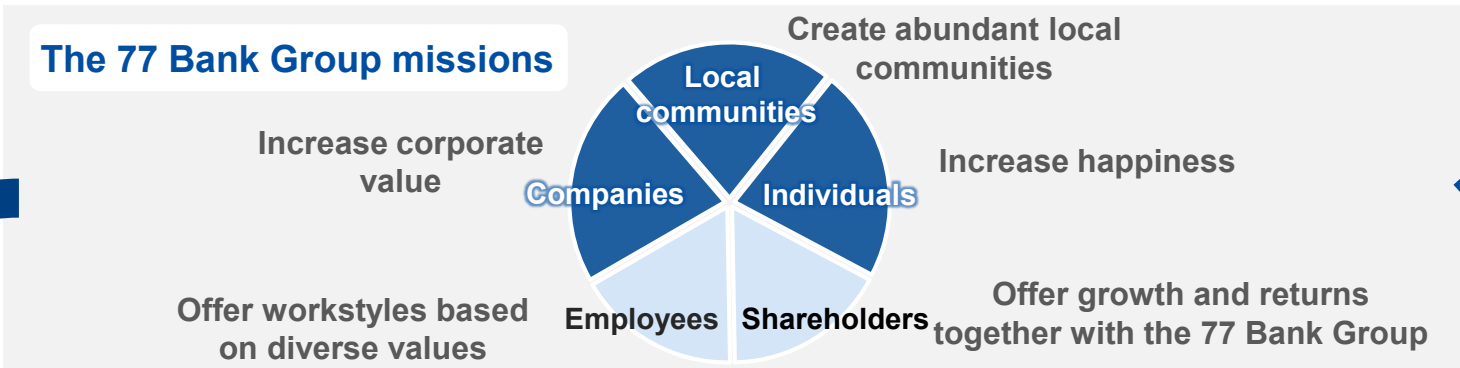 The 77 Bank Group missions
Create abundant local
communities
Local
communities
Increase corporate
value
Increase happiness
Companies
Individuals
Offer workstyles based
on diverse values
Employees
Shareholders
Offer growth and returns
together with the 77 Bank Group